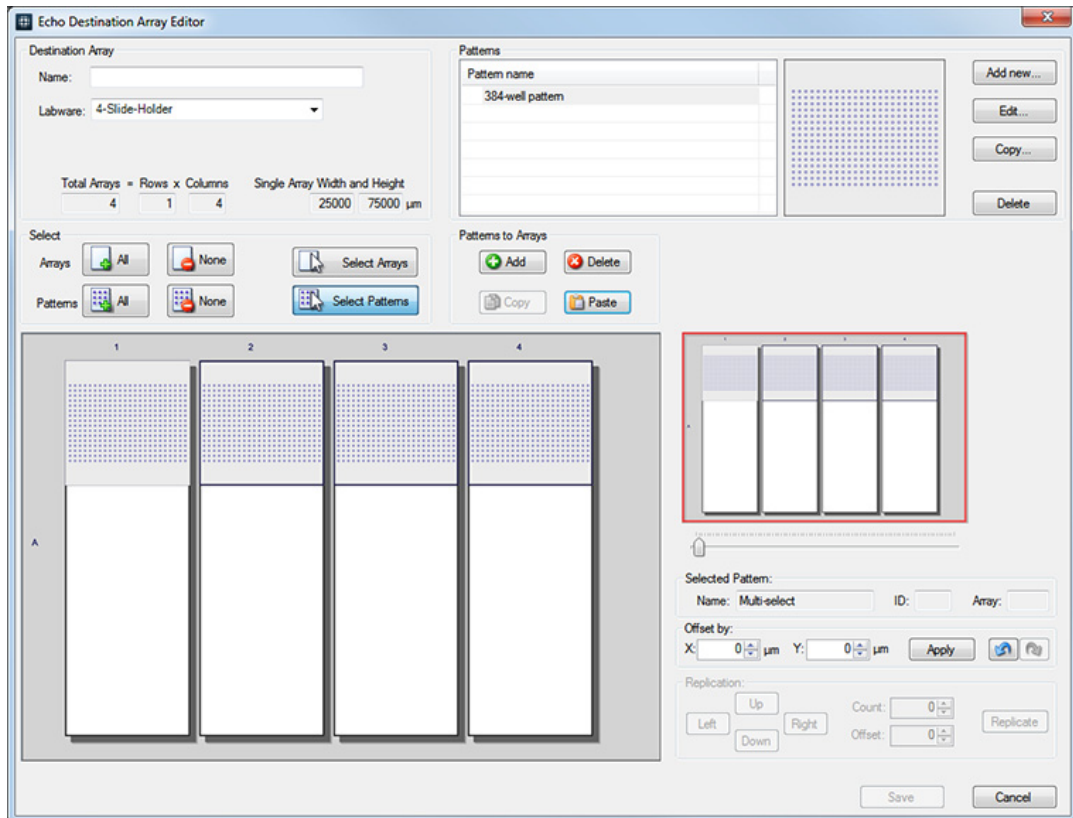 Echo Destination Array Editor
Destination Array
Name:
Labware: 4-Slide-Holder
Total Arrays = Rows x Columns Single Array Width and Height
4 1 4 25000 75000 µm
Patterns
Pattern name
384-well pattern
Add new...
Edit...
Copy...
Delete
Select
Arrays All None Select Arrays
Patterns All None Select Patterns
Patterns to Arrays
Add Delete
Copy Paste
1 2 3 4
A
1 2 3 4
A
Selected Pattern:
Name: Multi-select ID: Array:
Offset by:
X: 0 µm Y: 0 µm Apply
Replication:
Up
Left Right
Down
Count: 0
Offset: 0
Replicate
Save Cancel